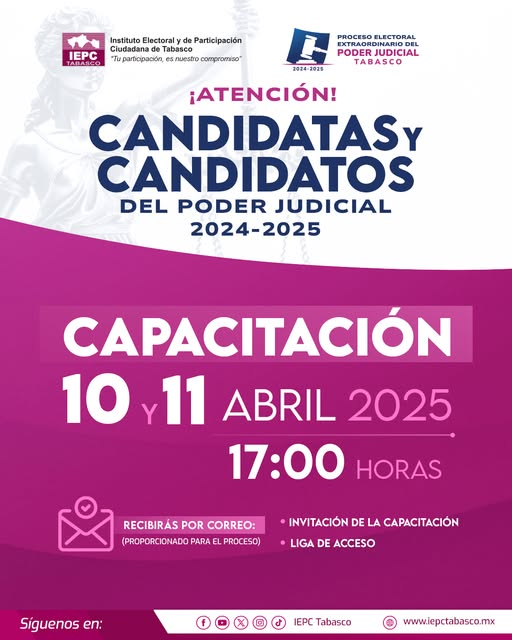 IEPC
TABASCO
Instituto Electoral y de Participación
Ciudadana de Tabasco
"Tu participación, es nuestro compromiso"
2024-2025
PROCESO ELECTORAL
EXTRAORDINARIO DEL
PODER JUDICIAL
TABASCO
¡ATENCIÓN!
CANDIDATAS Y
CANDIDATOS
DEL PODER JUDICIAL
2024-2025
CAPACITACIÓN
10 Y 11 ABRIL 2025
17:00 HORAS
RECIBIRÁS POR CORREO:
(PROPORCIONADO PARA EL PROCESO)
• INVITACIÓN DE LA CAPACITACIÓN
• LIGA DE ACCESO
Síguenos en:
IEPC Tabasco
www.iepctabasco.mx